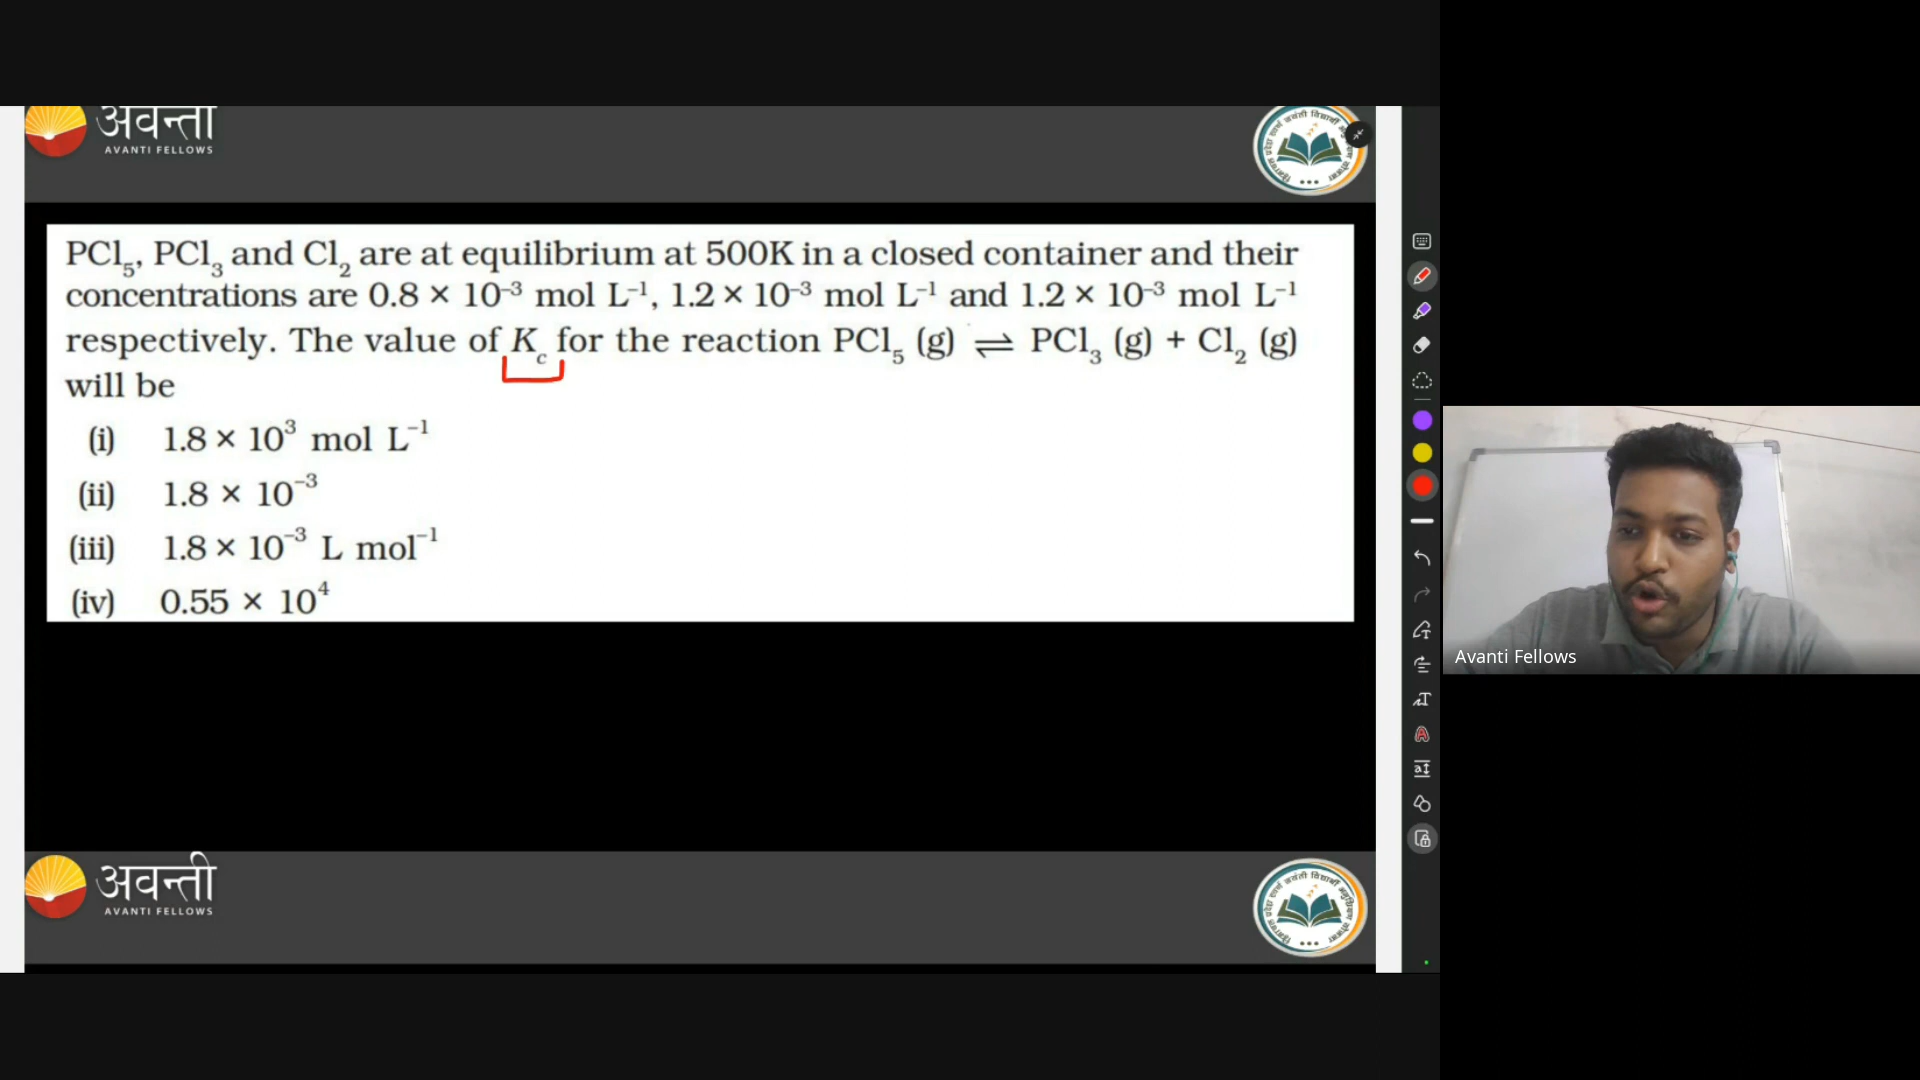 अवन्ती
AVANTI FELLOWS
PCl₅, PCl₃ and Cl₂ are at equilibrium at 500K in a closed container and their
concentrations are 0.8 × 10⁻³ mol L⁻¹, 1.2 × 10⁻³ mol L⁻¹ and 1.2 × 10⁻³ mol L⁻¹
respectively. The value of K_c for the reaction PCl₅ (g) ⇌ PCl₃ (g) + Cl₂ (g)
will be
(i) 1.8 × 10³ mol L⁻¹
(ii) 1.8 × 10⁻³
(iii) 1.8 × 10⁻³ L mol⁻¹
(iv) 0.55 × 10⁴
Avanti Fellows
अवन्ती
AVANTI FELLOWS